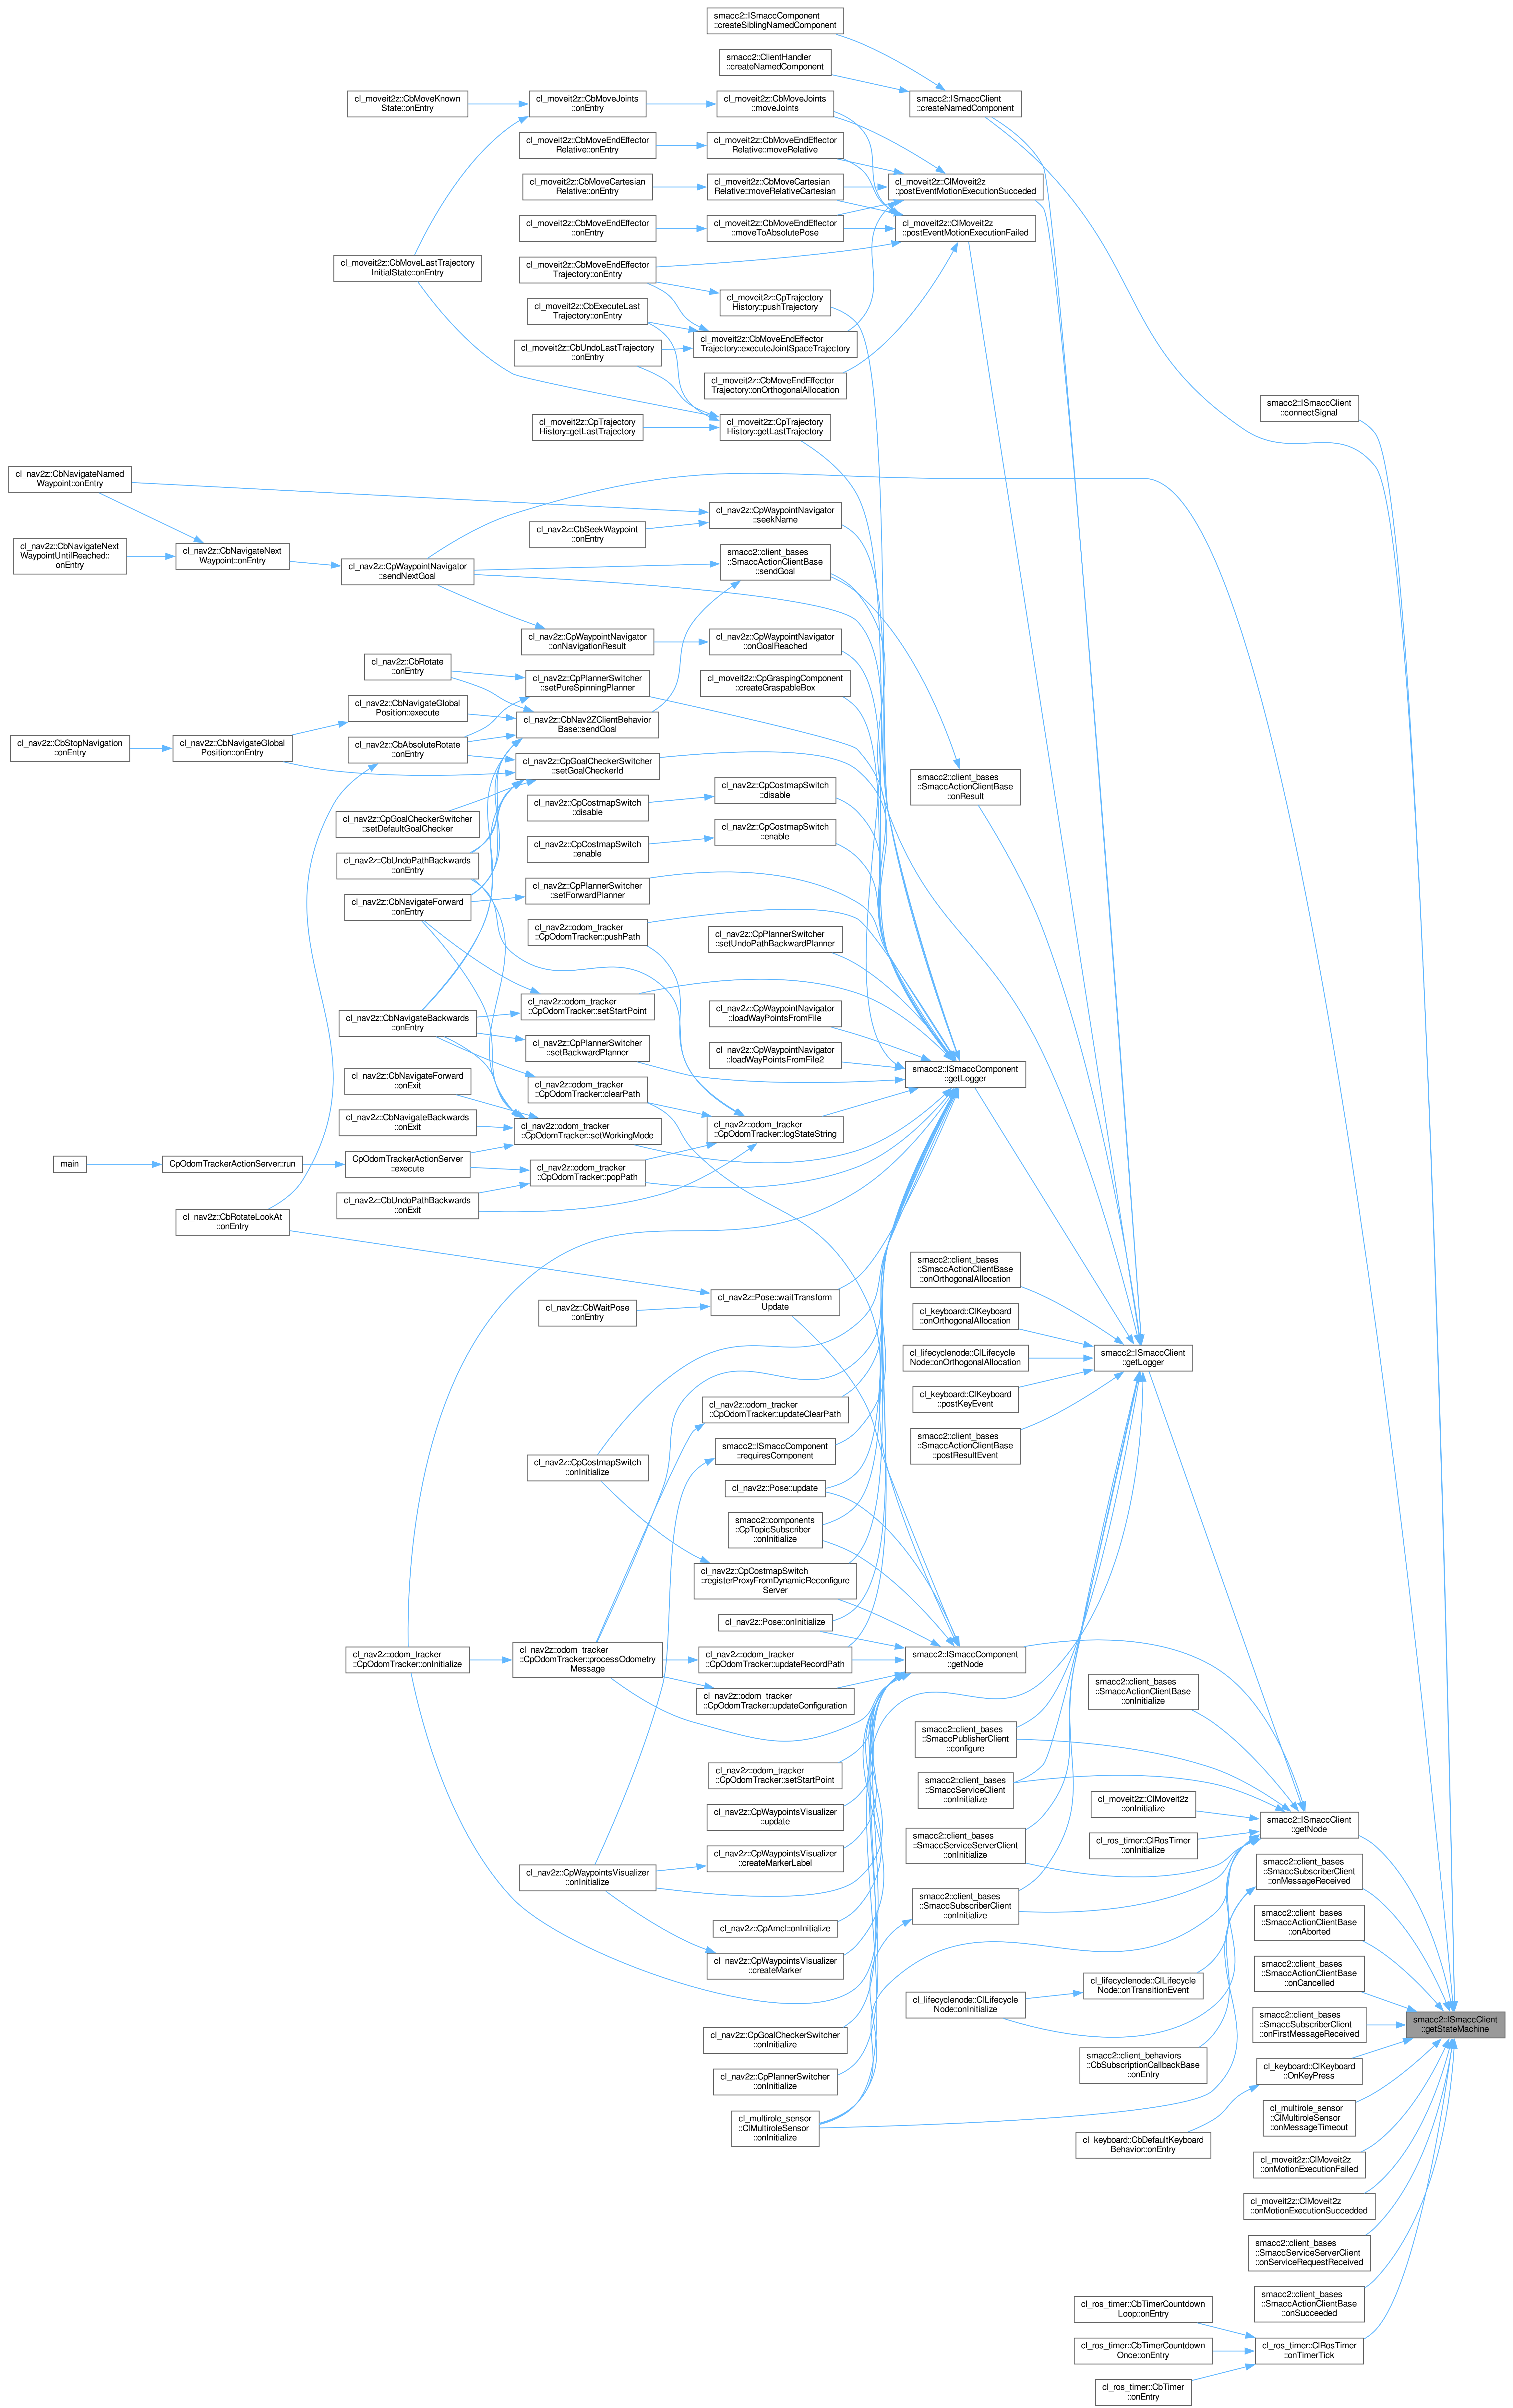 smacc2::ISmaccComponent
::createSiblingNamedComponent
smacc2::ClientHandler
::createNamedComponent
cl_moveit2z::CbMoveKnown
State::onEntry
cl_moveit2z::CbMoveJoints
::onEntry
cl_moveit2z::CbMoveJoints
::moveJoints
smacc2::ISmaccClient
::createNamedComponent
cl_moveit2z::CbMoveEndEffector
Relative::onEntry
cl_moveit2z::CbMoveEndEffector
Relative::moveRelative
cl_moveit2z::CbMoveCartesian
Relative::onEntry
cl_moveit2z::CbMoveCartesian
Relative::moveRelativeCartesian
cl_moveit2z::ClMoveit2z
::postEventMotionExecutionSucceded
cl_moveit2z::CbMoveEndEffector
::onEntry
cl_moveit2z::CbMoveEndEffector
::moveToAbsolutePose
cl_moveit2z::ClMoveit2z
::postEventMotionExecutionFailed
cl_moveit2z::CbMoveLastTrajectory
InitialState::onEntry
cl_moveit2z::CbMoveEndEffector
Trajectory::onEntry
cl_moveit2z::CpTrajectory
History::pushTrajectory
cl_moveit2z::CbExecuteLast
Trajectory::onEntry
cl_moveit2z::CbMoveEndEffector
Trajectory::executeJointSpaceTrajectory
cl_moveit2z::CbUndoLastTrajectory
::onEntry
cl_moveit2z::CbMoveEndEffector
Trajectory::onOrthogonalAllocation
smacc2::ISmaccClient
::connectSignal
cl_moveit2z::CpTrajectory
History::getLastTrajectory
cl_moveit2z::CpTrajectory
History::getLastTrajectory
cl_nav2z::CbNavigateNamed
Waypoint::onEntry
cl_nav2z::CpWaypointNavigator
::seekName
cl_nav2z::CbSeekWaypoint
::onEntry
cl_nav2z::CbNavigateNext
WaypointUntilReached::
onEntry
cl_nav2z::CbNavigateNext
Waypoint::onEntry
cl_nav2z::CpWaypointNavigator
::sendNextGoal
smacc2::client_bases
::SmaccActionClientBase
::sendGoal
cl_nav2z::CpWaypointNavigator
::onNavigationResult
cl_nav2z::CpWaypointNavigator
::onGoalReached
cl_nav2z::CbRotate
::onEntry
cl_nav2z::CpPlannerSwitcher
::setPureSpinningPlanner
cl_moveit2z::CpGraspingComponent
::createGraspableBox
cl_nav2z::CbNavigateGlobal
Position::execute
cl_nav2z::CbNav2ZClientBehavior
Base::sendGoal
cl_nav2z::CbStopNavigation
::onEntry
cl_nav2z::CbNavigateGlobal
Position::onEntry
cl_nav2z::CbAbsoluteRotate
::onEntry
cl_nav2z::CpGoalCheckerSwitcher
::setGoalCheckerId
smacc2::client_bases
::SmaccActionClientBase
::onResult
cl_nav2z::CpGoalCheckerSwitcher
::setDefaultGoalChecker
cl_nav2z::CpCostmapSwitch
::disable
cl_nav2z::CpCostmapSwitch
::disable
cl_nav2z::CbUndoPathBackwards
::onEntry
cl_nav2z::CpCostmapSwitch
::enable
cl_nav2z::CpCostmapSwitch
::enable
cl_nav2z::CbNavigateForward
::onEntry
cl_nav2z::CpPlannerSwitcher
::setForwardPlanner
cl_nav2z::odom_tracker
::CpOdomTracker::pushPath
cl_nav2z::CpPlannerSwitcher
::setUndoPathBackwardPlanner
cl_nav2z::CbNavigateBackwards
::onEntry
cl_nav2z::odom_tracker
::CpOdomTracker::setStartPoint
cl_nav2z::CpWaypointNavigator
::loadWayPointsFromFile
cl_nav2z::CpPlannerSwitcher
::setBackwardPlanner
cl_nav2z::CpWaypointNavigator
::loadWayPointsFromFile2
smacc2::ISmaccComponent
::getLogger
cl_nav2z::CbNavigateForward
::onExit
cl_nav2z::odom_tracker
::CpOdomTracker::clearPath
cl_nav2z::CbNavigateBackwards
::onExit
cl_nav2z::odom_tracker
::CpOdomTracker::setWorkingMode
cl_nav2z::odom_tracker
::CpOdomTracker::logStateString
main
CpOdomTrackerActionServer::run
CpOdomTrackerActionServer
::execute
cl_nav2z::odom_tracker
::CpOdomTracker::popPath
cl_nav2z::CbUndoPathBackwards
::onExit
cl_nav2z::CbRotateLookAt
::onEntry
cl_nav2z::CbWaitPose
::onEntry
cl_nav2z::Pose::waitTransform
Update
smacc2::client_bases
::SmaccActionClientBase
::onOrthogonalAllocation
cl_keyboard::ClKeyboard
::onOrthogonalAllocation
cl_lifecyclenode::ClLifecycle
Node::onOrthogonalAllocation
smacc2::ISmaccClient
::getLogger
cl_keyboard::ClKeyboard
::postKeyEvent
cl_nav2z::odom_tracker
::CpOdomTracker::updateClearPath
smacc2::client_bases
::SmaccActionClientBase
::postResultEvent
cl_nav2z::CpCostmapSwitch
::onInitialize
smacc2::ISmaccComponent
::requiresComponent
cl_nav2z::Pose::update
smacc2::components
::CpTopicSubscriber
::onInitialize
cl_nav2z::CpCostmapSwitch
::registerProxyFromDynamicReconfigure
Server
cl_nav2z::Pose::onInitialize
cl_nav2z::odom_tracker
::CpOdomTracker::onInitialize
cl_nav2z::odom_tracker
::CpOdomTracker::processOdometry
Message
cl_nav2z::odom_tracker
::CpOdomTracker::updateRecordPath
smacc2::ISmaccComponent
::getNode
cl_nav2z::odom_tracker
::CpOdomTracker::updateConfiguration
smacc2::client_bases
::SmaccActionClientBase
::onInitialize
smacc2::client_bases
::SmaccPublisherClient
::configure
cl_nav2z::odom_tracker
::CpOdomTracker::setStartPoint
smacc2::client_bases
::SmaccServiceClient
::onInitialize
cl_moveit2z::ClMoveit2z
::onInitialize
cl_nav2z::CpWaypointsVisualizer
::update
smacc2::ISmaccClient
::getNode
cl_ros_timer::ClRosTimer
::onInitialize
smacc2::client_bases
::SmaccServiceServerClient
::onInitialize
cl_nav2z::CpWaypointsVisualizer
::createMarkerLabel
cl_nav2z::CpWaypointsVisualizer
::onInitialize
smacc2::client_bases
::SmaccSubscriberClient
::onMessageReceived
smacc2::client_bases
::SmaccSubscriberClient
::onInitialize
cl_nav2z::CpAmcl::onInitialize
smacc2::client_bases
::SmaccActionClientBase
::onAborted
cl_nav2z::CpWaypointsVisualizer
::createMarker
smacc2::client_bases
::SmaccActionClientBase
::onCancelled
cl_lifecyclenode::ClLifecycle
Node::onTransitionEvent
cl_lifecyclenode::ClLifecycle
Node::onInitialize
smacc2::client_bases
::SmaccSubscriberClient
::onFirstMessageReceived
smacc2::ISmaccClient
::getStateMachine
cl_nav2z::CpGoalCheckerSwitcher
::onInitialize
smacc2::client_behaviors
::CbSubscriptionCallbackBase
::onEntry
cl_keyboard::ClKeyboard
::OnKeyPress
cl_nav2z::CpPlannerSwitcher
::onInitialize
cl_multirole_sensor
::ClMultiroleSensor
::onMessageTimeout
cl_multirole_sensor
::ClMultiroleSensor
::onInitialize
cl_keyboard::CbDefaultKeyboard
Behavior::onEntry
cl_moveit2z::ClMoveit2z
::onMotionExecutionFailed
cl_moveit2z::ClMoveit2z
::onMotionExecutionSuccedded
smacc2::client_bases
::SmaccServiceServerClient
::onServiceRequestReceived
smacc2::client_bases
::SmaccActionClientBase
::onSucceeded
cl_ros_timer::CbTimerCountdown
Loop::onEntry
cl_ros_timer::CbTimerCountdown
Once::onEntry
cl_ros_timer::ClRosTimer
::onTimerTick
cl_ros_timer::CbTimer
::onEntry